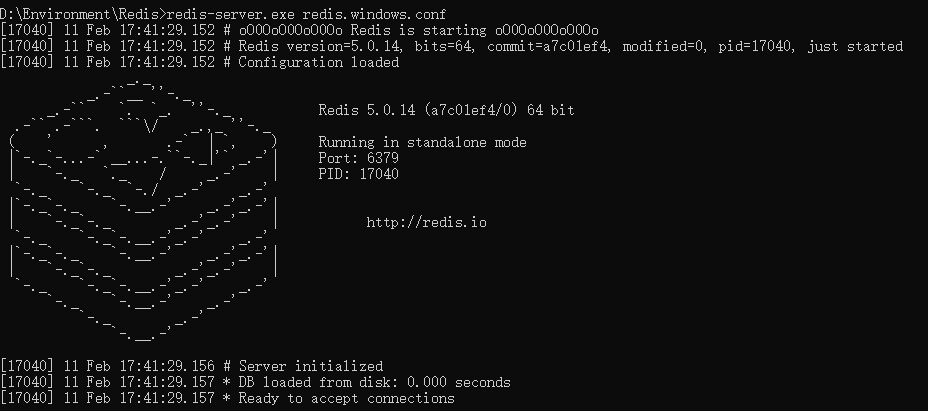 D:\Environment\Redis>redis-server.exe redis.windows.conf
[17040] 11 Feb 17:41:29.152 # oO0OoO0OoO0Oo Redis is starting oO0OoO0OoO0Oo
[17040] 11 Feb 17:41:29.152 # Redis version=5.0.14, bits=64, commit=a7c01ef4, modified=0, pid=17040, just started
[17040] 11 Feb 17:41:29.152 # Configuration loaded
Redis 5.0.14 (a7c01ef4/0) 64 bit
Running in standalone mode
Port: 6379
PID: 17040
http://redis.io
[17040] 11 Feb 17:41:29.156 # Server initialized
[17040] 11 Feb 17:41:29.157 * DB loaded from disk: 0.000 seconds
[17040] 11 Feb 17:41:29.157 * Ready to accept connections